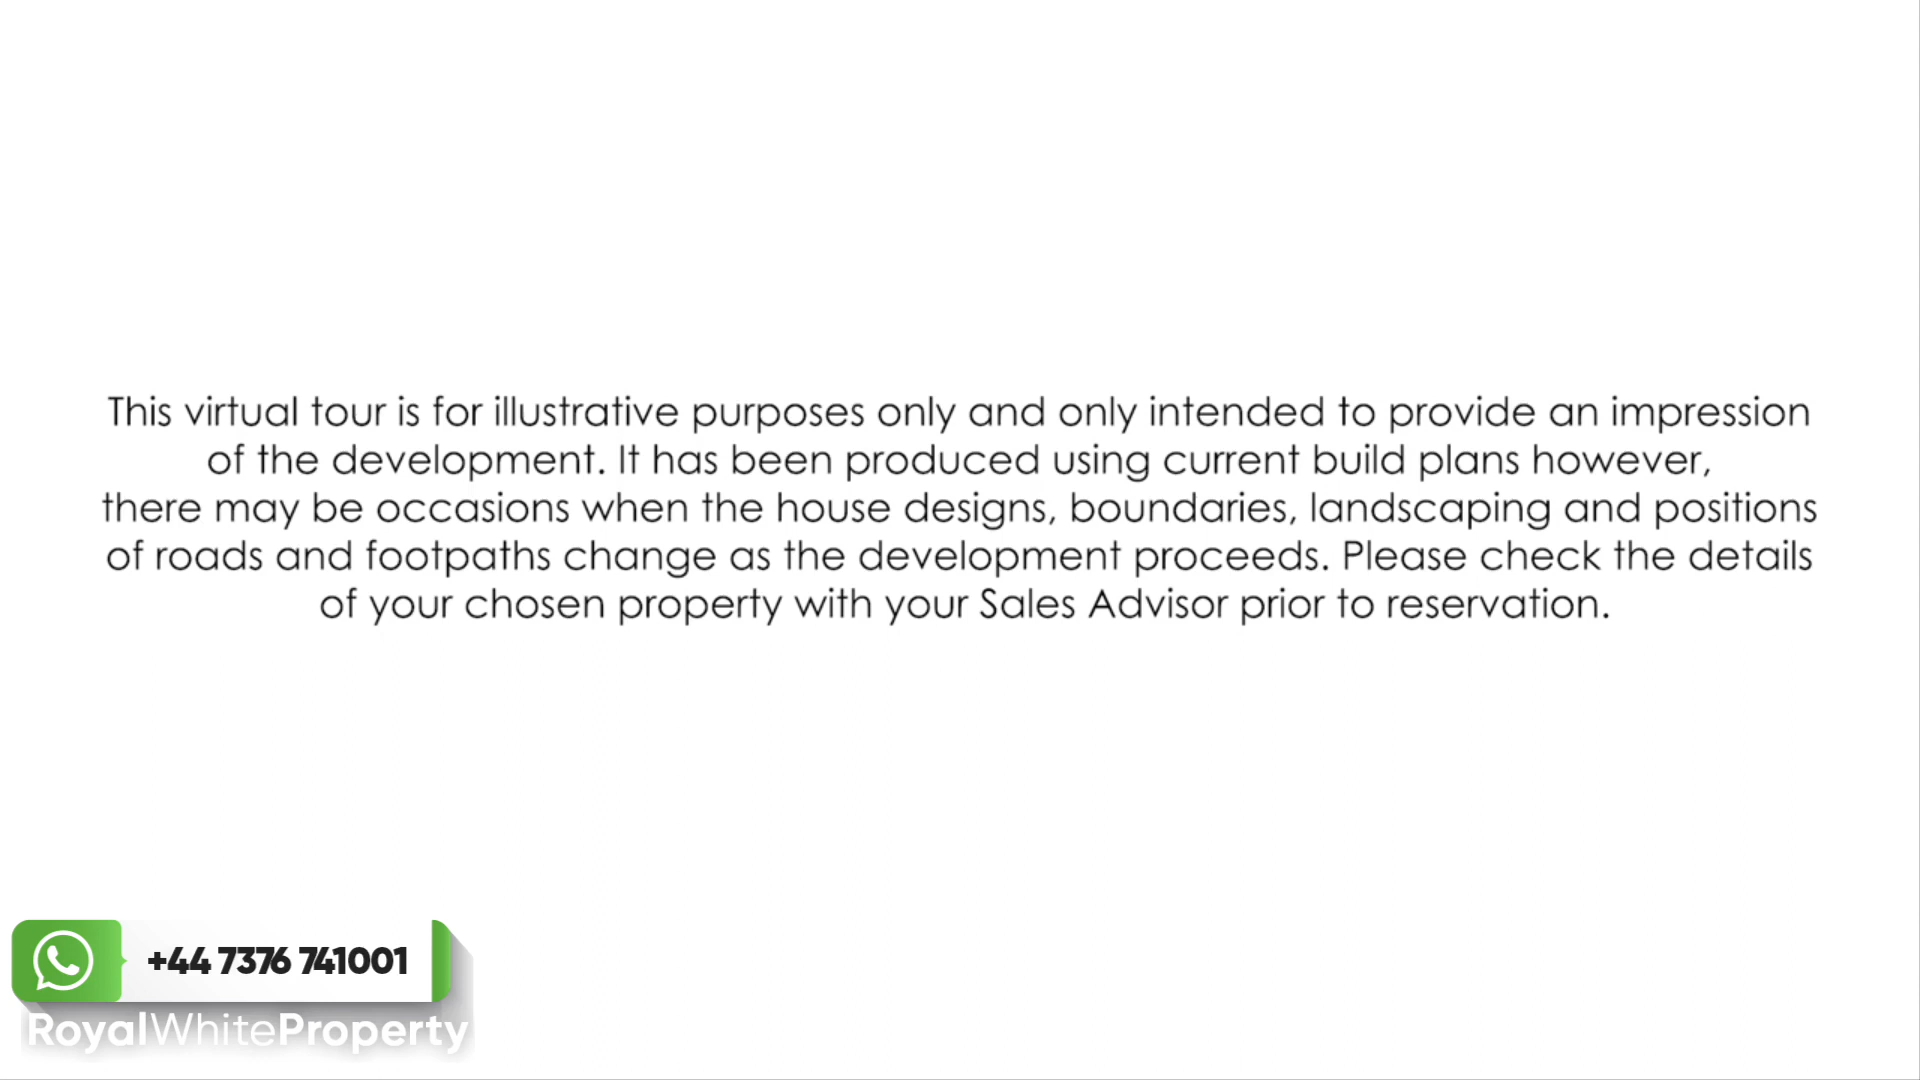 This virtual tour is for illustrative purposes only and only intended to provide an impression
of the development. It has been produced using current build plans however,
there may be occasions when the house designs, boundaries, landscaping and positions
of roads and footpaths change as the development proceeds. Please check the details
of your chosen property with your Sales Advisor prior to reservation.
+44 7376 741001
RoyalWhiteProperty